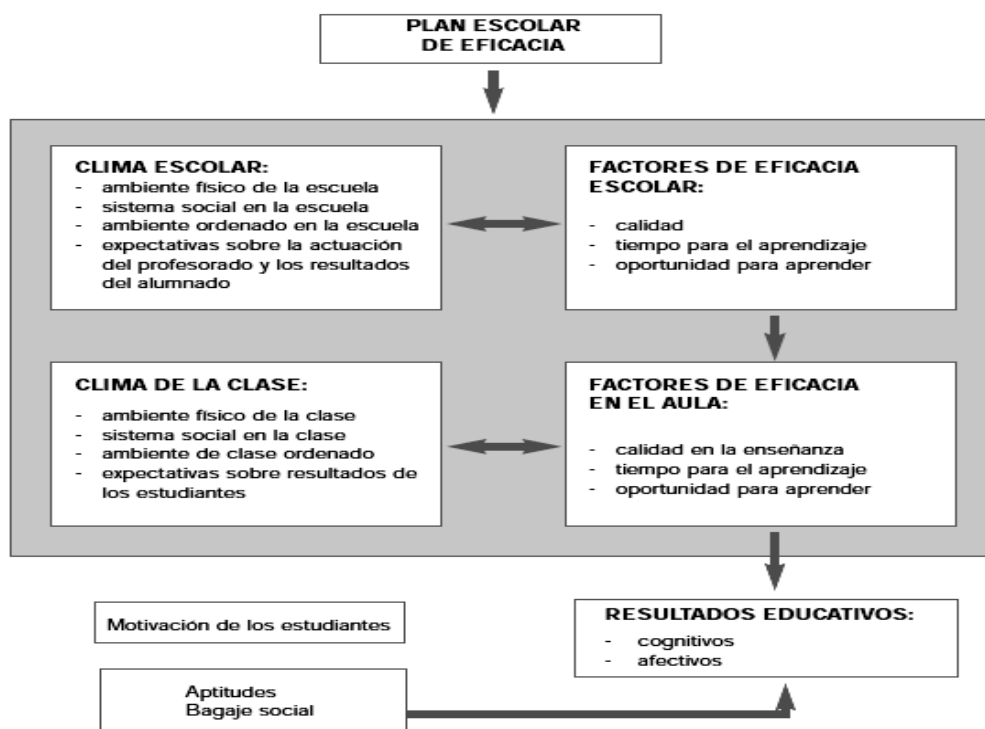 PLAN ESCOLAR
DE EFICACIA
CLIMA ESCOLAR:
- ambiente físico de la escuela
- sistema social en la escuela
- ambiente ordenado en la escuela
- expectativas sobre la actuación
del profesorado y los resultados
del alumnado
FACTORES DE EFICACIA
ESCOLAR:
- calidad
- tiempo para el aprendizaje
- oportunidad para aprender
CLIMA DE LA CLASE:
- ambiente físico de la clase
- sistema social en la clase
- ambiente de clase ordenado
- expectativas sobre resultados de
los estudiantes
FACTORES DE EFICACIA
EN EL AULA:
- calidad en la enseñanza
- tiempo para el aprendizaje
- oportunidad para aprender
Motivación de los estudiantes
RESULTADOS EDUCATIVOS:
- cognitivos
- afectivos
Aptitudes
Bagaje social